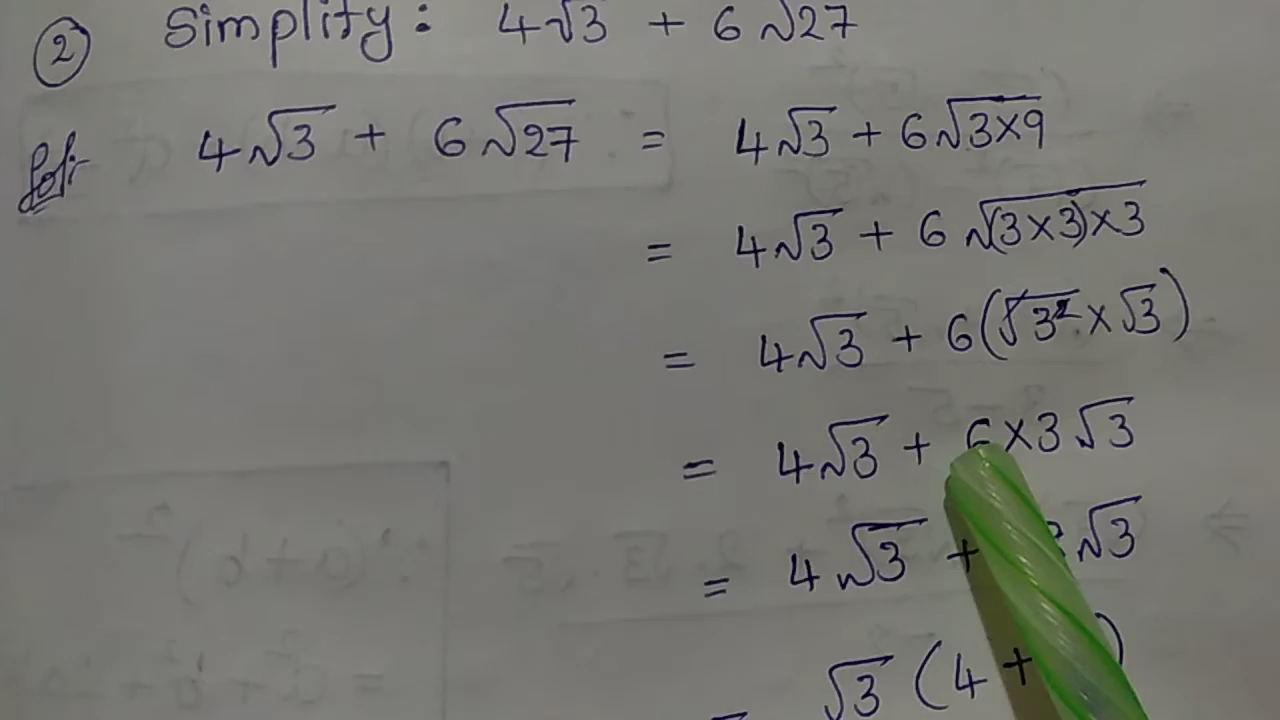 ② Simplify: 4√3 + 6√27
Sol:- 4√3 + 6√27 = 4√3 + 6√3×9
= 4√3 + 6√(3×3)×3
= 4√3 + 6(√3² × √3)
= 4√3 + 6×3√3
= 4√3 + √3
= √3 (4 + )